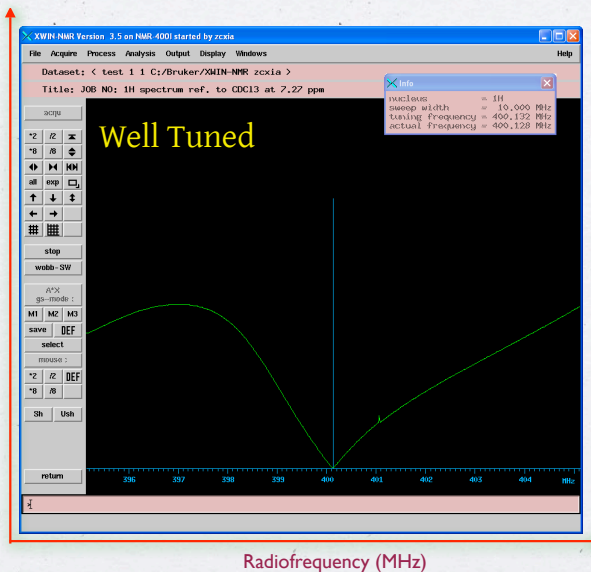 XWIN-NMR Version 3.5 on NMR-400I started by zcxia
File Acquire Process Analysis Output Display Windows Help
Dataset: < test 1 1 C:/Bruker/XWIN-NMR zcxia >
Title: JOB NO: 1H spectrum ref. to CDCl3 at 7.27 ppm
Info
nucleus = 1H
sweep width = 10.000 MHz
tuning frequency = 400.132 MHz
actual frequency = 400.128 MHz
Well Tuned
acqu
*2 /2
*8 /8
all exp
stop
wobb-SW
A*X
gs-mode :
M1 M2 M3
save DEF
select
mouse :
*2 /2 DEF
*8 /8
Sh Ush
return
396 397 398 399 400 401 402 403 404 MHz
Radiofrequency (MHz)